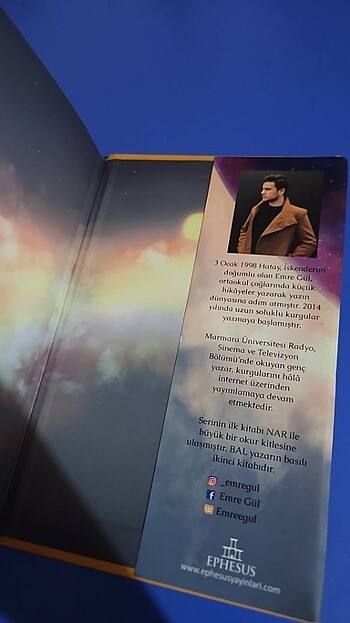 3 Ocak 1998 Hatay, İskenderun
doğumlu olan Emre Gül,
ortaokul çağlarında küçük
hikâyeler yazarak yazın
dünyasına adım atmıştır. 2014
yılında uzun soluklu kurgular
yazmaya başlamıştır.
Marmara Üniversitesi Radyo,
Sinema ve Televizyon
Bölümü'nde okuyan genç
yazar, kurgularını hâlâ
internet üzerinden
yayımlamaya devam
etmektedir.
Serinin ilk kitabı NAR ile
büyük bir okur kitlesine
ulaşmıştır. BAL yazarın basılı
ikinci kitabıdır.
_emregul
Emre Gül
Emreegul
EPHESUS
www.ephesusyayinlari.com